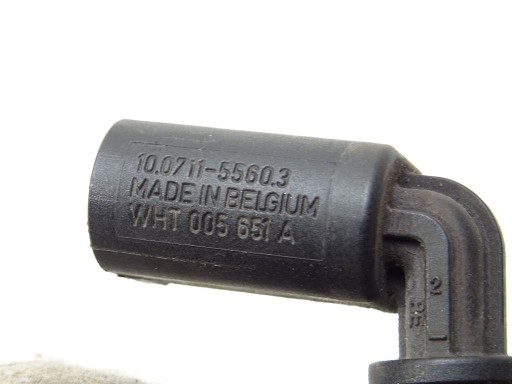 10.0711-5560.3
MADE IN BELGIUM
WHT 005 651 A
2
1